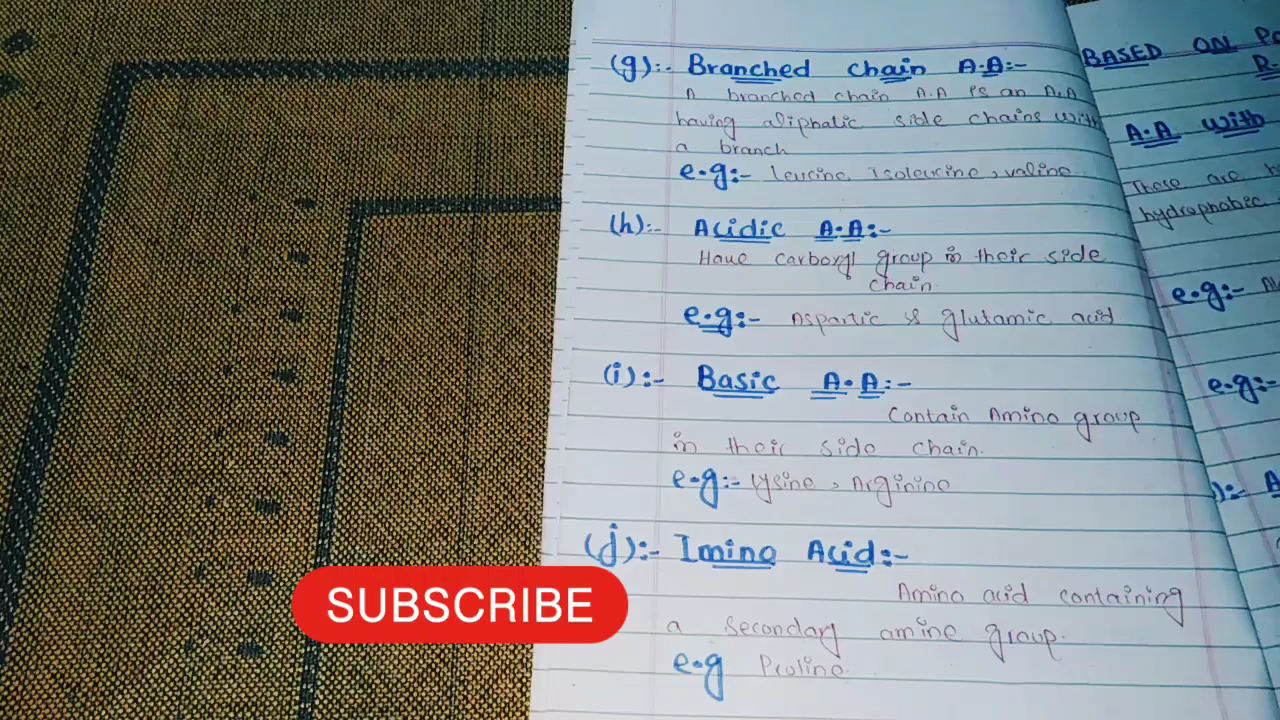 (g):- Branched chain A.A:-
A branched chain A.A is an A.A
having aliphatic side chains with
a branch
e.g:- Leucine, Isoleucine, valine
(h):- Acidic A.A:-
Have carboxyl group in their side
chain.
e.g:- Aspartic & glutamic acid
(i):- Basic A.A:-
Contain Amino group
in their side chain.
e.g:- Lysine, Arginine
(j):- Imino Acid:-
Amino acid containing
a secondary amine group.
e.g Proline.
BASED ON
A.A with
These are
hydrophobic
e.g:-
e.g:-
SUBSCRIBE